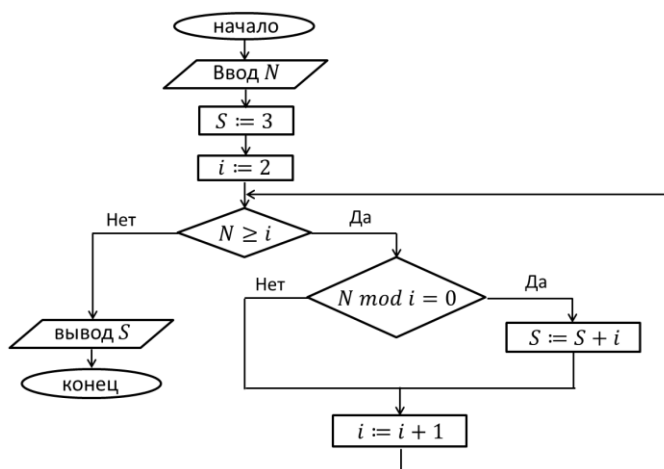 начало
Ввод N
S := 3
i := 2
Нет
Да
N ≥ i
Нет
Да
N mod i = 0
вывод S
S := S + i
конец
i := i + 1